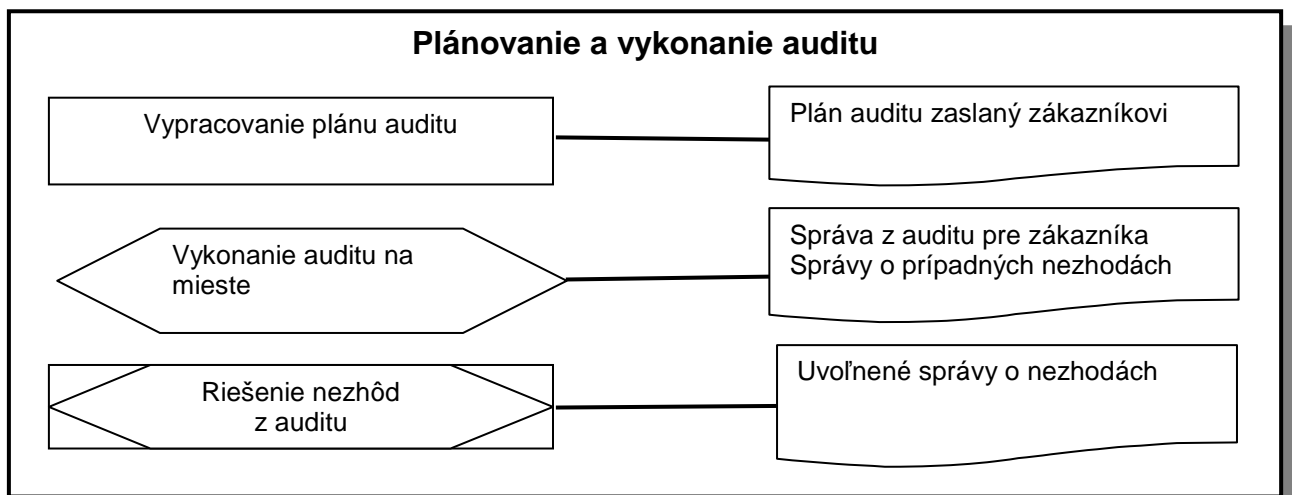 Plánovanie a vykonanie auditu
Vypracovanie plánu auditu
Plán auditu zaslaný zákazníkovi
Vykonanie auditu na
mieste
Správa z auditu pre zákazníka
Správy o prípadných nezhodách
Riešenie nezhôd
z auditu
Uvoľnené správy o nezhodách